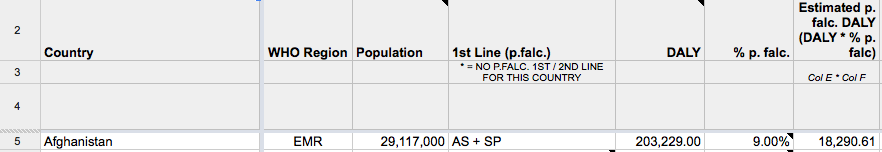 2
Country
WHO Region
Population
1st Line (p.falc.)
DALY
% p. falc.
Estimated p.
falc. DALY
(DALY * % p.
falc)
3
* = NO P.FALC. 1ST / 2ND LINE
FOR THIS COUNTRY
Col E * Col F
4
5 Afghanistan EMR 29,117,000 AS + SP 203,229.00 9.00% 18,290.61